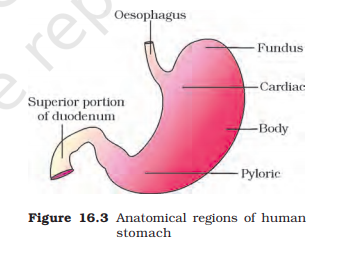 Oesophagus
Fundus
Cardiac
Superior portion
of duodenum
Body
Pyloric
Figure 16.3 Anatomical regions of human
stomach